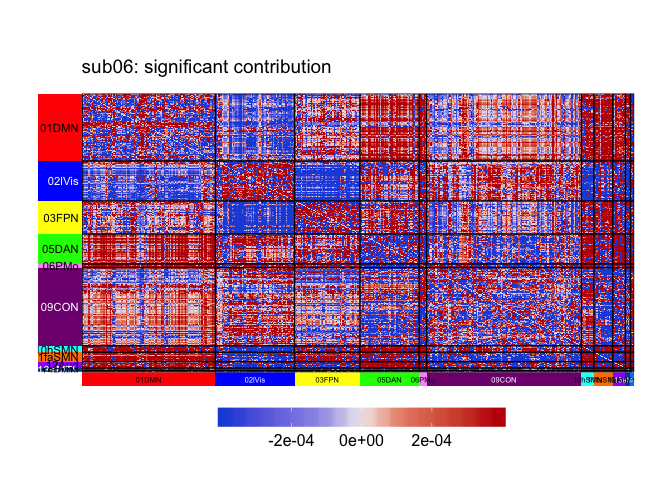 sub06: significant contribution
01DMN
02lVis
03FPN
05DAN
06PMo
09CON
01DMN
02lVis
03FPN
05DAN
06PMo
09CON
-2e-04 0e+00 2e-04